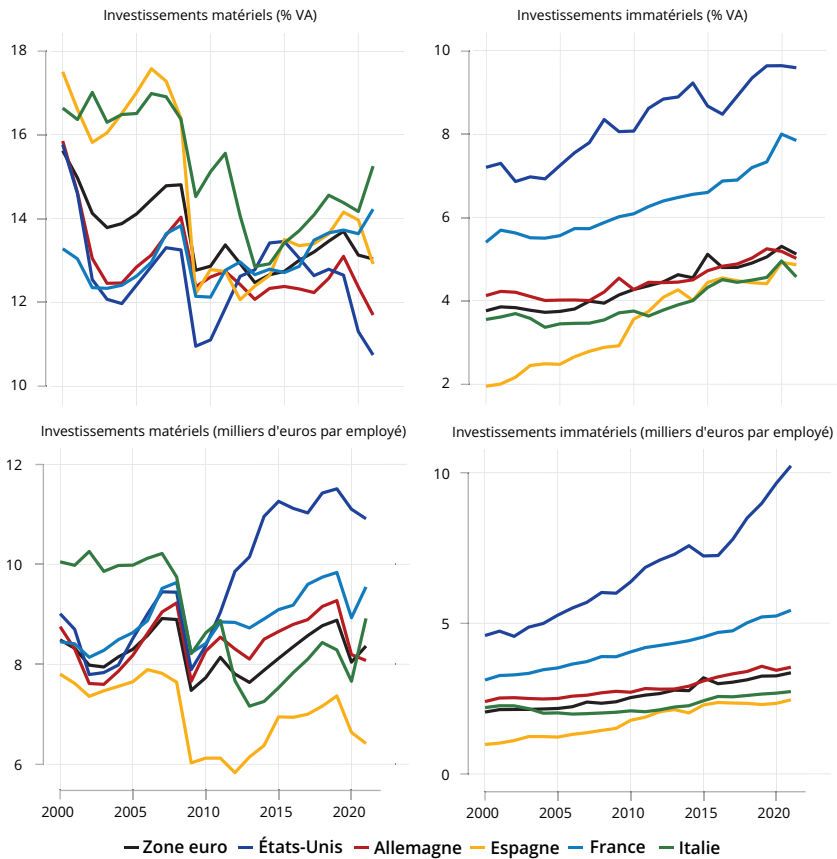 Investissements matériels (% VA)
Investissements immatériels (% VA)
18
16
14
12
10
10
8
6
4
2
Investissements matériels (milliers d'euros par employé)
Investissements immatériels (milliers d'euros par employé)
12
10
8
6
10
5
0
2000
2005
2010
2015
2020
2000
2005
2010
2015
2020
Zone euro
États-Unis
Allemagne
Espagne
France
Italie